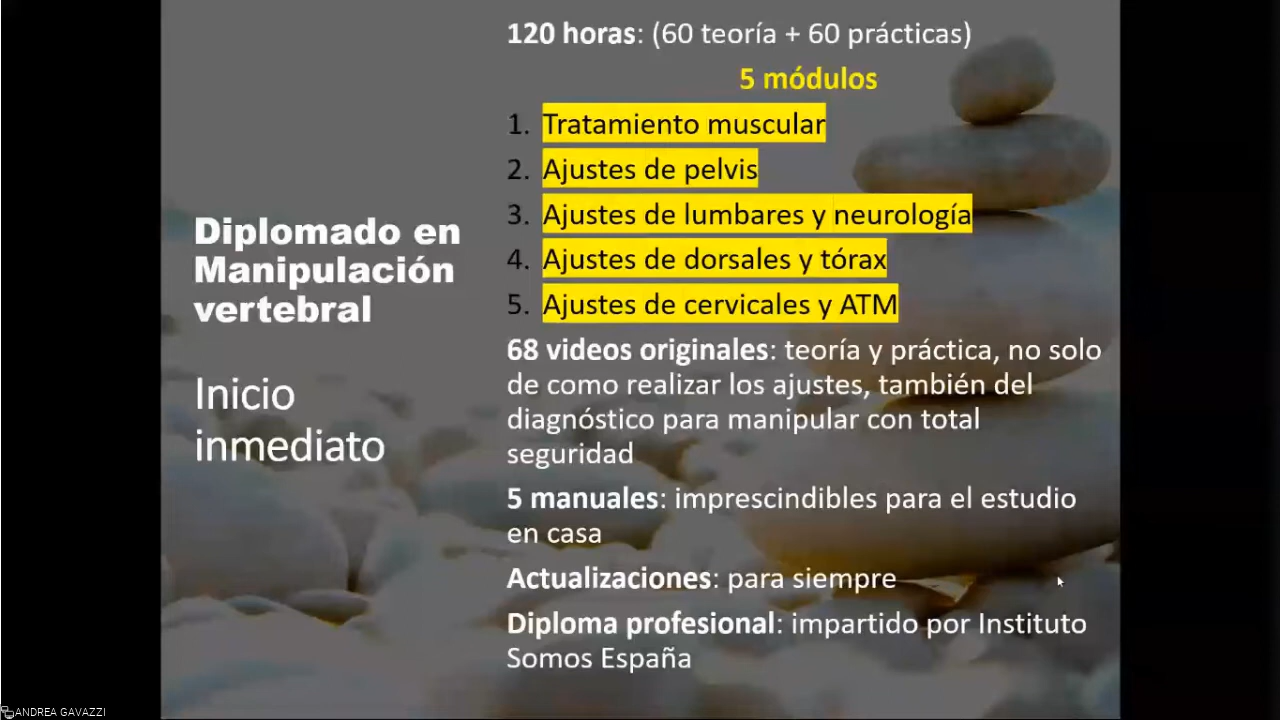 120 horas: (60 teoría + 60 prácticas)
5 módulos
1. Tratamiento muscular
2. Ajustes de pelvis
3. Ajustes de lumbares y neurología
4. Ajustes de dorsales y tórax
5. Ajustes de cervicales y ATM
Diplomado en
Manipulación
vertebral
Inicio
inmediato
68 videos originales: teoría y práctica, no solo
de como realizar los ajustes, también del
diagnóstico para manipular con total
seguridad
5 manuales: imprescindibles para el estudio
en casa
Actualizaciones: para siempre
Diploma profesional: impartido por Instituto
Somos España
ANDREA GAVAZZI